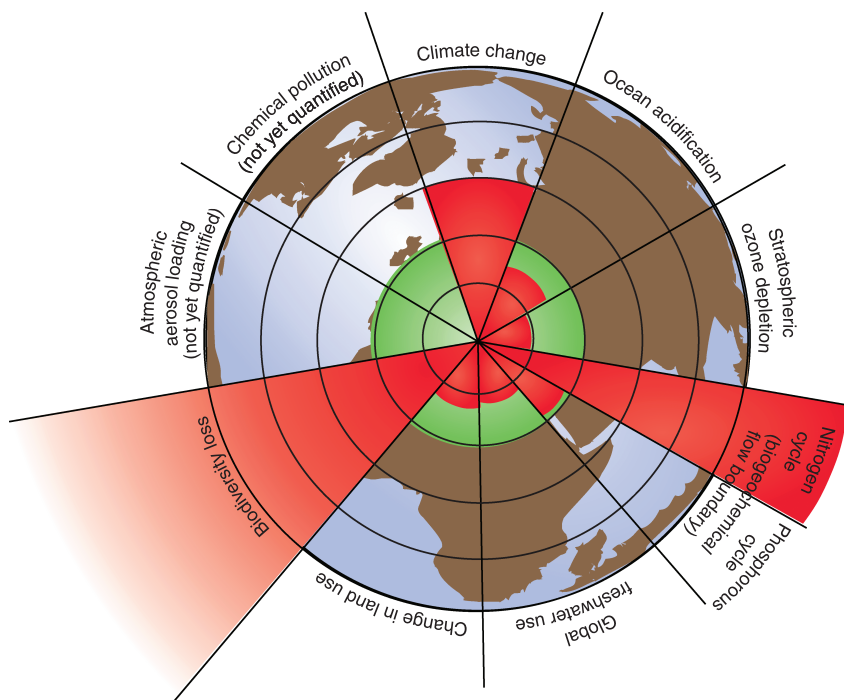 Climate change
Ocean acidification
Stratospheric
ozone depletion
Nitrogen
cycle
(biogeochemical
flow boundary)
Phosphorous
cycle
Global
freshwater use
Change in land use
Biodiversity loss
Atmospheric
aerosol loading
(not yet quantified)
Chemical pollution
(not yet quantified)